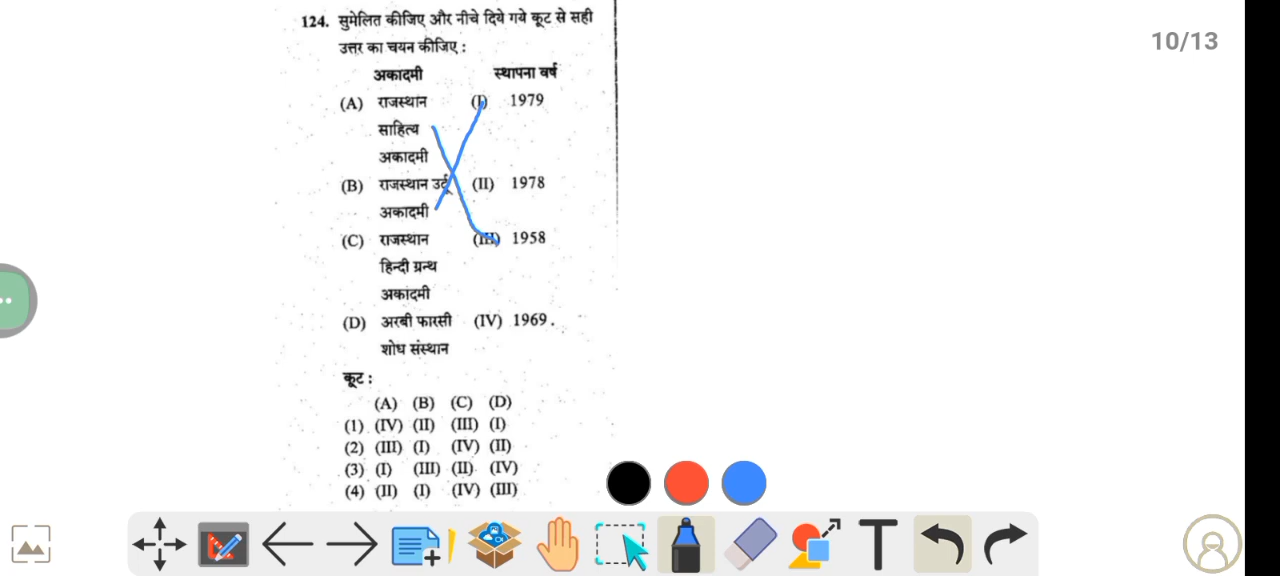 10/13
124. सुमेलित कीजिए और नीचे दिये गये कूट से सही
उत्तर का चयन कीजिए :
अकादमी स्थापना वर्ष
(A) राजस्थान (I) 1979
साहित्य
अकादमी
(B) राजस्थान उर्दू (II) 1978
अकादमी
(C) राजस्थान (III) 1958
हिन्दी ग्रन्थ
अकादमी
(D) अरबी फारसी (IV) 1969.
शोध संस्थान
कूट :
(A) (B) (C) (D)
(1) (IV) (II) (III) (I)
(2) (III) (I) (IV) (II)
(3) (I) (III) (II) (IV)
(4) (II) (I) (IV) (III)
T